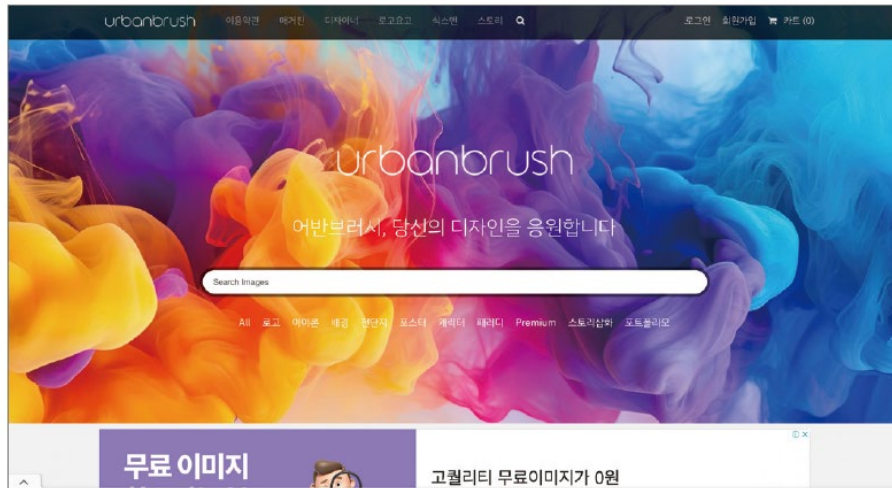 urbanbrush 이용약관 매거진 디자이너 로고요고 식스맨 스토리 로그인 회원가입 카트 (0)
urbanbrush
어반브러시, 당신의 디자인을 응원합니다
Search Images
All 로고 아이콘 배경 전단지 포스터 캐릭터 패러디 Premium 스토리삽화 포트폴리오
무료 이미지
고퀄리티 무료이미지가 0원